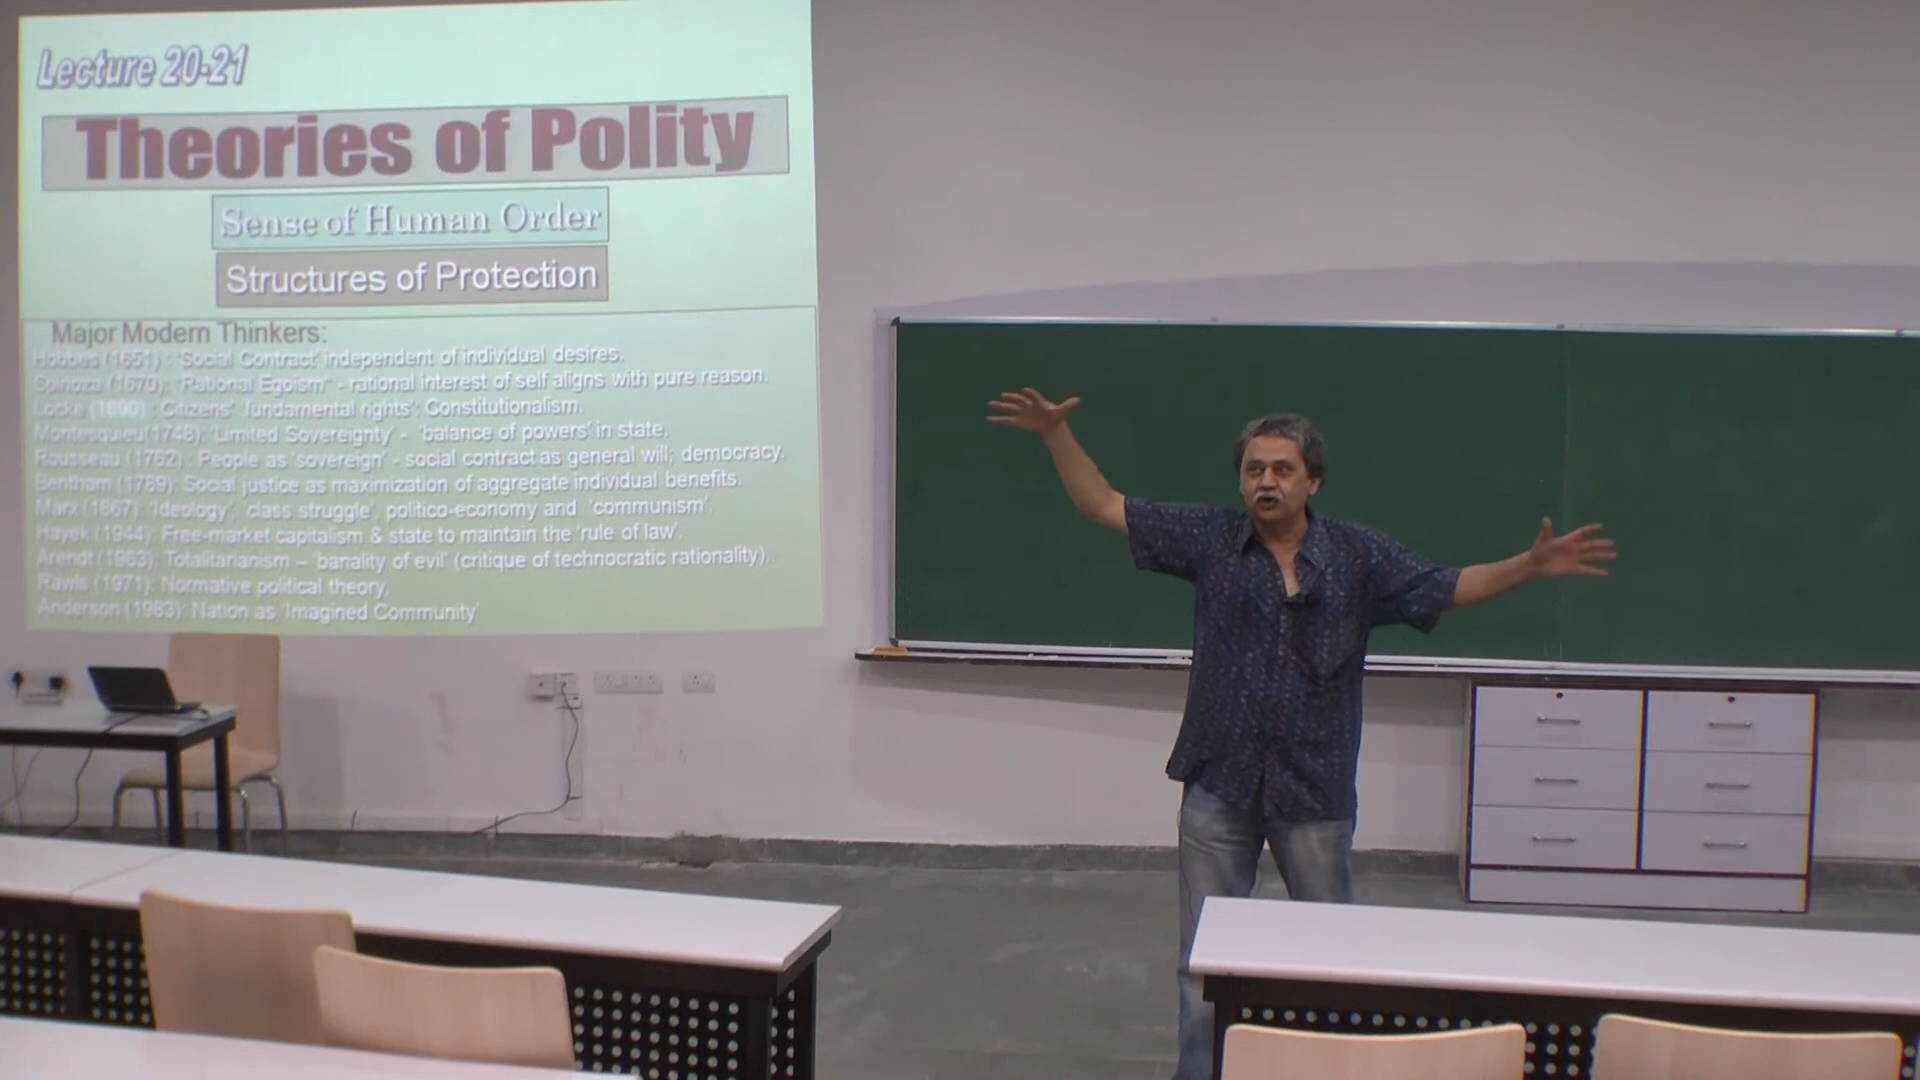 Lecture 20-21
Theories of Polity
Sense of Human Order
Structures of Protection
Major Modern Thinkers:
Hobbes (1651) : 'Social Contract' independent of individual desires.
Spinoza (1670): "Rational Egoism" - rational interest of self aligns with pure reason.
Locke (1690) : Citizens' 'fundamental rights': Constitutionalism.
Montesquieu(1748): 'Limited Sovereignty' - 'balance of powers' in state.
Rousseau (1762) : People as 'sovereign' - social contract as general will; democracy.
Bentham (1789): Social justice as maximization of aggregate individual benefits.
Marx (1867): 'Ideology', 'class struggle', politico-economy and 'communism'.
Hayek (1944): Free-market capitalism & state to maintain the 'rule of law'.
Arendt (1963): Totalitarianism – 'banality of evil' (critique of technocratic rationality).
Rawls (1971): Normative political theory.
Anderson (1983): Nation as 'Imagined Community'